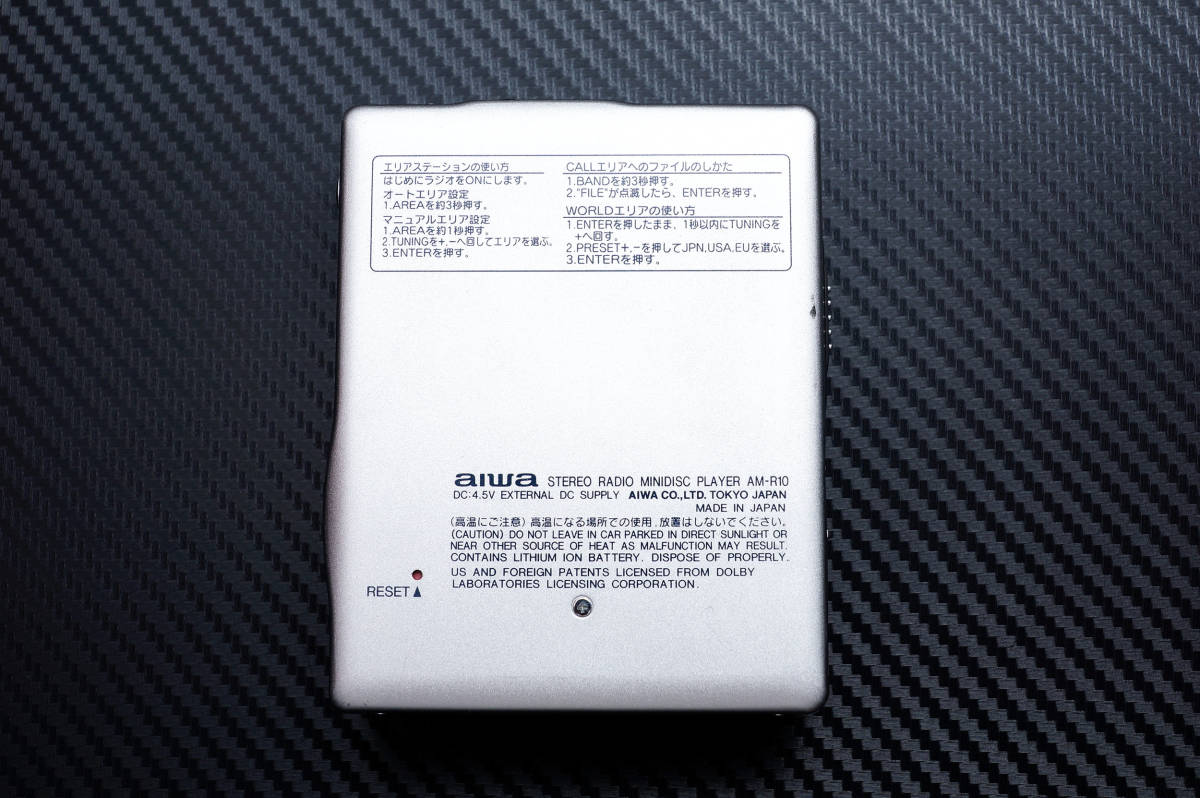 エリアステーションの使い方
はじめにラジオをONにします。
オートエリア設定
1.AREAを約3秒押す。
マニュアルエリア設定
1.AREAを約1秒押す。
2.TUNINGを+,−へ回してエリアを選ぶ。
3.ENTERを押す。
CALLエリアへのファイルのしかた
1.BANDを約3秒押す。
2."FILE"が点滅したら、ENTERを押す。
WORLDエリアの使い方
1.ENTERを押したまま、1秒以内にTUNINGを
+へ回す。
2.PRESET+,−を押してJPN,USA,EUを選ぶ。
3.ENTERを押す。
aiwa STEREO RADIO MINIDISC PLAYER AM-R10
DC:4.5V EXTERNAL DC SUPPLY AIWA CO.,LTD. TOKYO JAPAN
MADE IN JAPAN
(高温にご注意) 高温になる場所での使用,放置はしないでください。
(CAUTION) DO NOT LEAVE IN CAR PARKED IN DIRECT SUNLIGHT OR
NEAR OTHER SOURCE OF HEAT AS MALFUNCTION MAY RESULT.
CONTAINS LITHIUM ION BATTERY. DISPOSE OF PROPERLY.
US AND FOREIGN PATENTS LICENSED FROM DOLBY
LABORATORIES LICENSING CORPORATION.
RESET▲